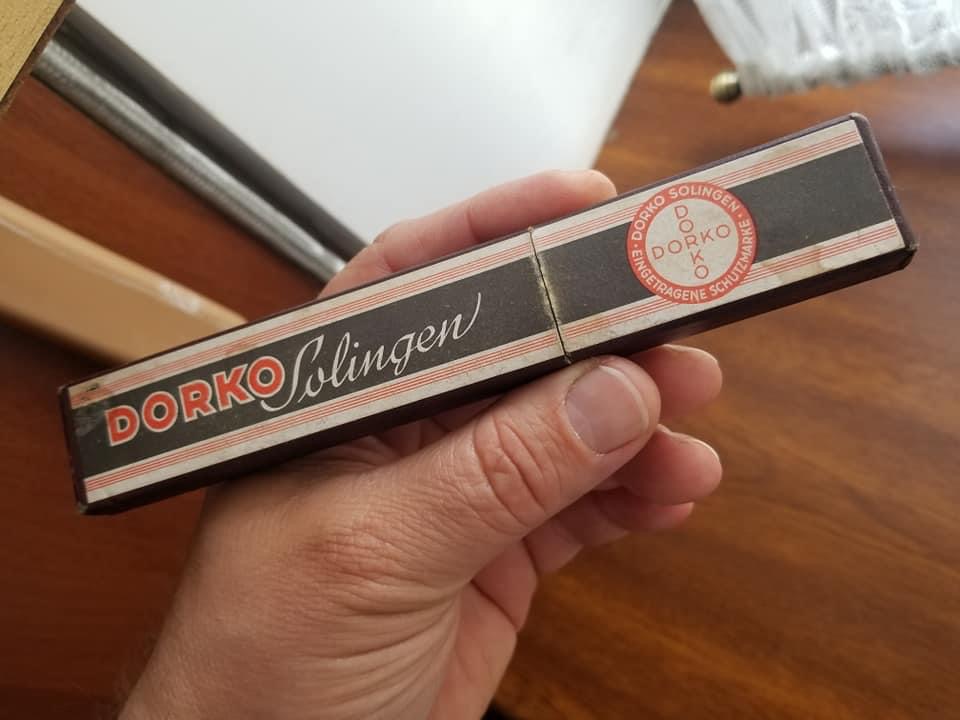 DORKO Solingen
· DORKO SOLINGEN ·
DORKO
DORKO
EINGETRAGENE SCHUTZMARKE